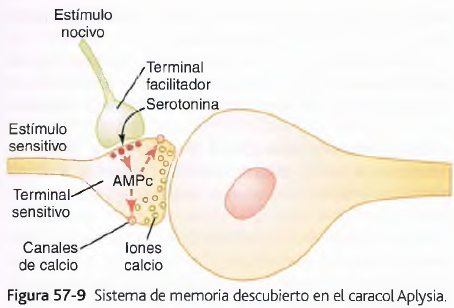 Estímulo
nocivo
Terminal
facilitador
Serotonina
Estímulo
sensitivo
AMPc
Terminal
sensitivo
Canales
de calcio
Iones
calcio
Figura 57-9 Sistema de memoria descubierto en el caracol Aplysia.